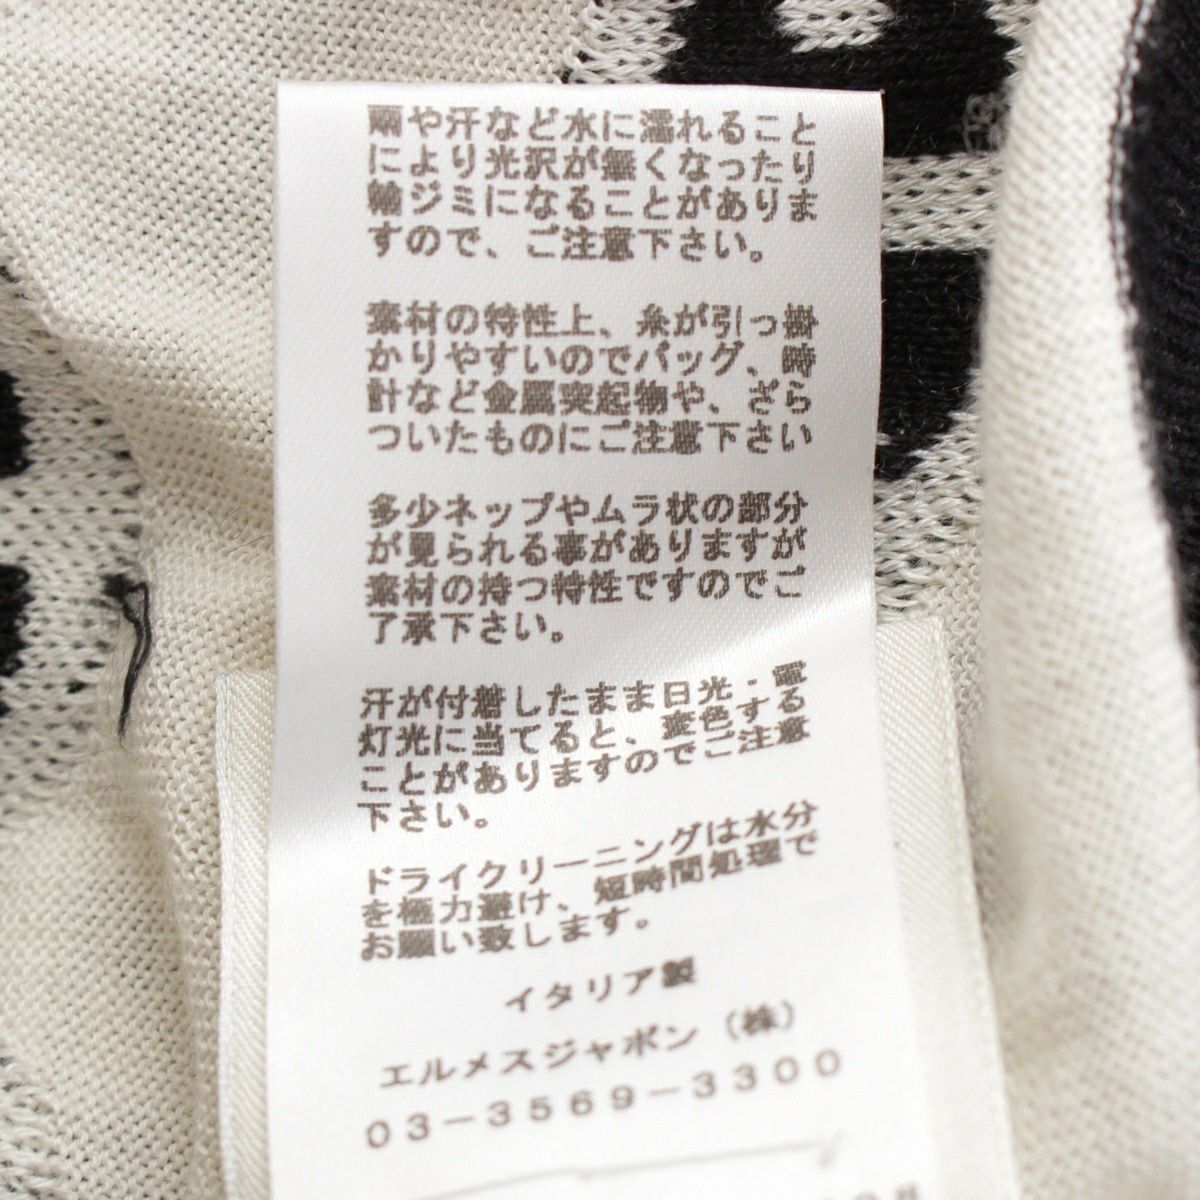 雨や汗など水に濡れること
により光沢が無くなったり
輪ジミになることがありま
すので、ご注意下さい。
素材の特性上、糸が引っ掛
かりやすいのでバッグ、時
計など金属突起物や、ざら
ついたものにご注意下さい
多少ネップやムラ状の部分
が見られる事がありますが
素材の持つ特性ですのでご
了承下さい。
汗が付着したまま日光・電
灯光に当てると、変色する
ことがありますのでご注意
下さい。
ドライクリーニングは水分
を極力避け、短時間処理で
お願い致します。
イタリア製
エルメスジャポン（株）
０３－３５６９－３３００